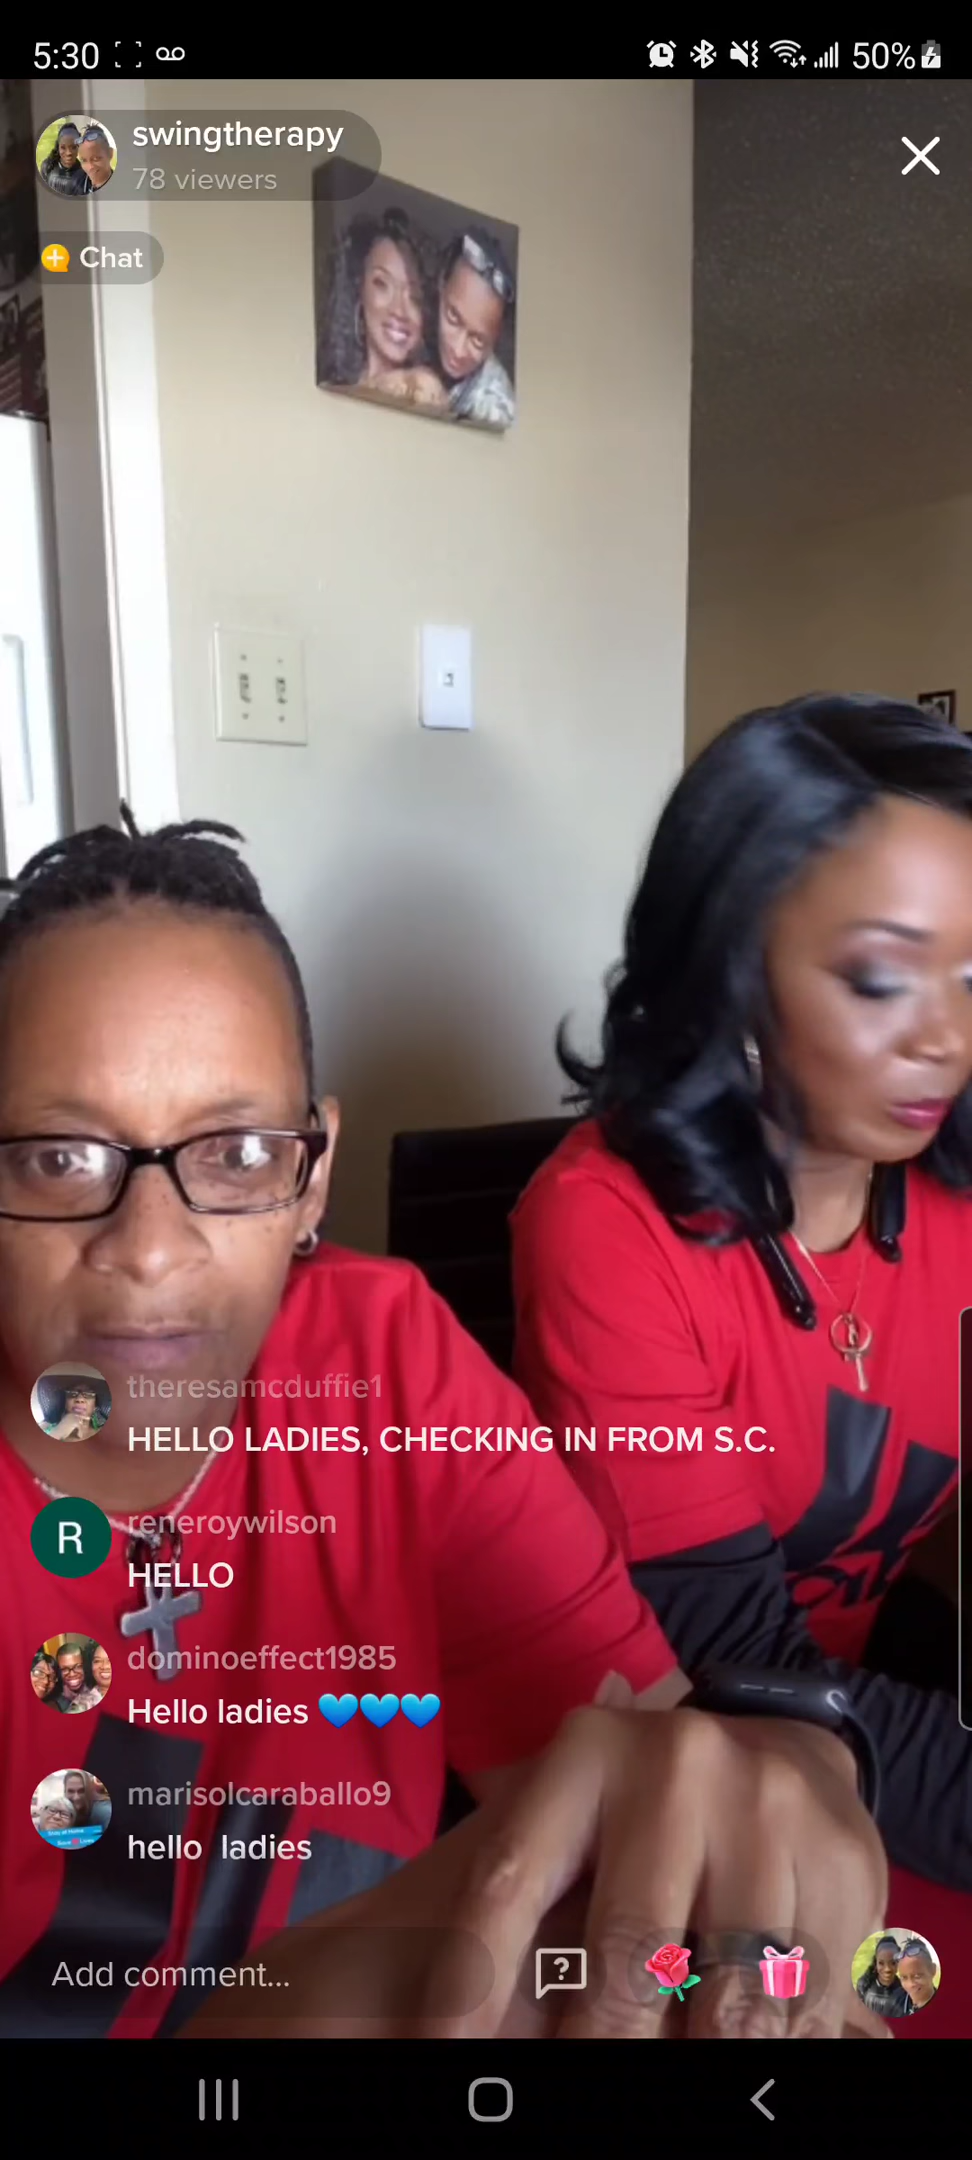 5:30
50%
swingtherapy
78 viewers
Chat
theresamcduffie1
HELLO LADIES, CHECKING IN FROM S.C.
R
reneroywilson
HELLO
dominoeffect1985
Hello ladies 💙💙💙
marisolcaraballo9
hello  ladies
Add comment...